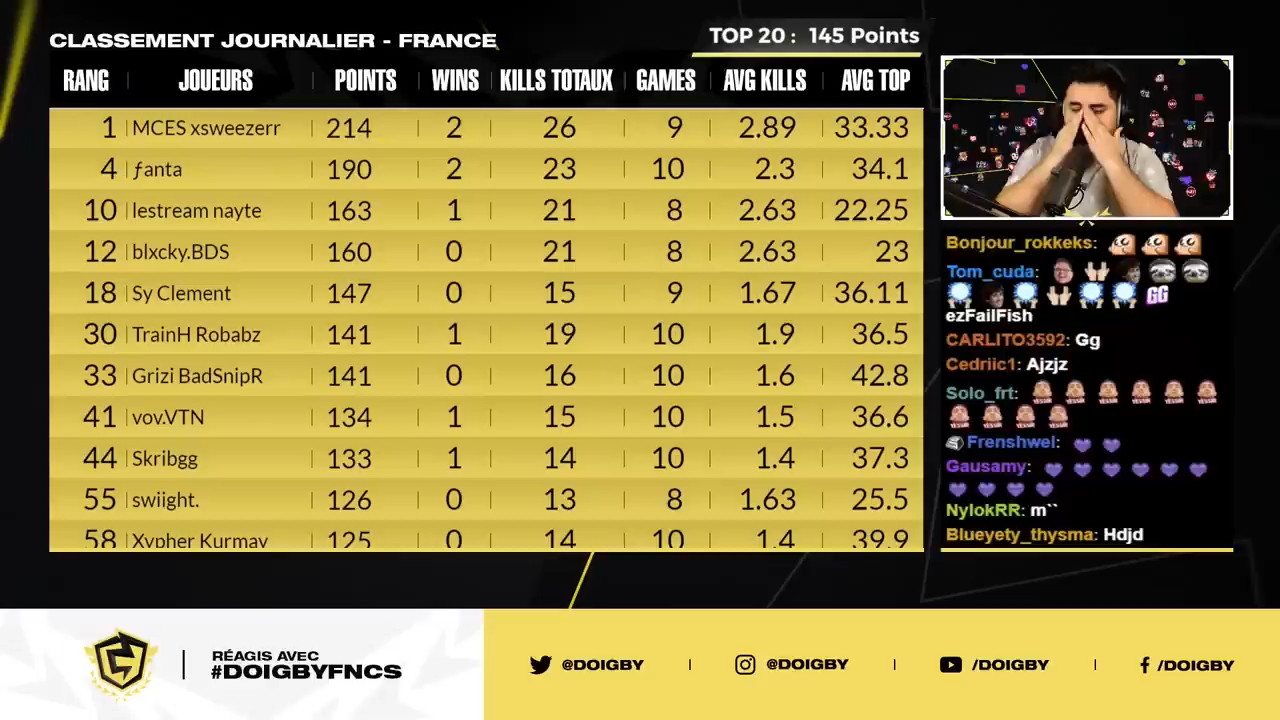 CLASSEMENT JOURNALIER - FRANCE
TOP 20 : 145 Points
RANG JOUEURS POINTS WINS KILLS TOTAUX GAMES AVG KILLS AVG TOP
1 MCES xsweezerr 214 2 26 9 2.89 33.33
4 ƒanta 190 2 23 10 2.3 34.1
10 lestream nayte 163 1 21 8 2.63 22.25
12 blxcky.BDS 160 0 21 8 2.63 23
18 Sy Clement 147 0 15 9 1.67 36.11
30 TrainH Robabz 141 1 19 10 1.9 36.5
33 Grizi BadSnipR 141 0 16 10 1.6 42.8
41 vov.VTN 134 1 15 10 1.5 36.6
44 Skribgg 133 1 14 10 1.4 37.3
55 swiight. 126 0 13 8 1.63 25.5
58 Xypher Kurmay 125 0 14 10 1.4 39.9
Bonjour_rokkeks:
Tom_cuda:
GG
ezFailFish
CARLITO3592: Gg
Cedriic1: Ajzjz
Solo_frt:
Frenshwel:
Gausamy:
NylokRR: m``
Blueyety_thysma: Hdjd
RÉAGIS AVEC
#DOIGBYFNCS
@DOIGBY
@DOIGBY
/DOIGBY
/DOIGBY